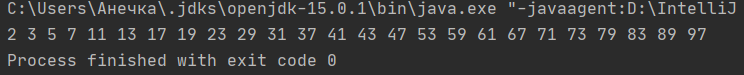 C:\Users\Анечка\.jdks\openjdk-15.0.1\bin\java.exe "-javaagent:D:\IntelliJ
2 3 5 7 11 13 17 19 23 29 31 37 41 43 47 53 59 61 67 71 73 79 83 89 97
Process finished with exit code 0